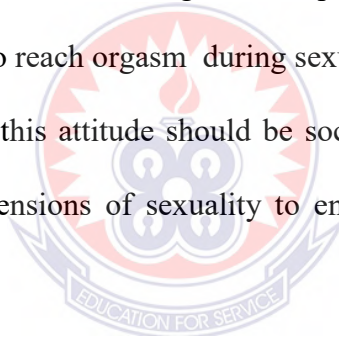 o reach orgasm during sex
this attitude should be soc
ensions of sexuality to en
EDUCATION FOR SERVICE